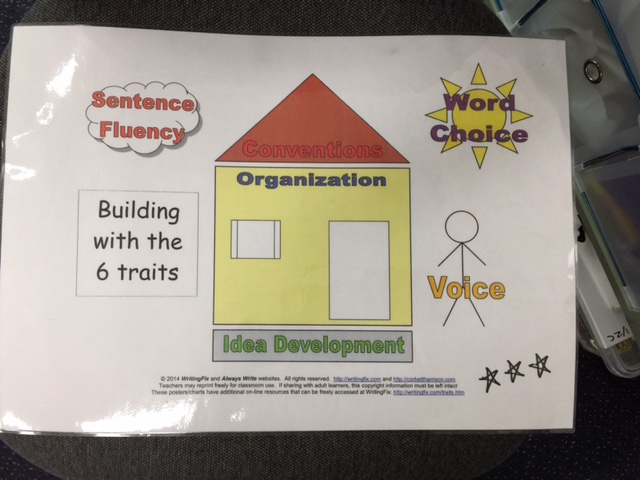 Sentence
Fluency
Word
Choice
Conventions
Organization
Building
with the
6 traits
Voice
Idea Development
© 2014 WritingFix and Always Write websites. All rights reserved. http://writingfix.com and http://corbettharrison.com
Teachers may reprint freely for classroom use. If sharing with adult learners, this copyright information must be left intact
These posters/charts have additional on-line resources that can be freely accessed at WritingFix: http://writingfix.com/traits.htm